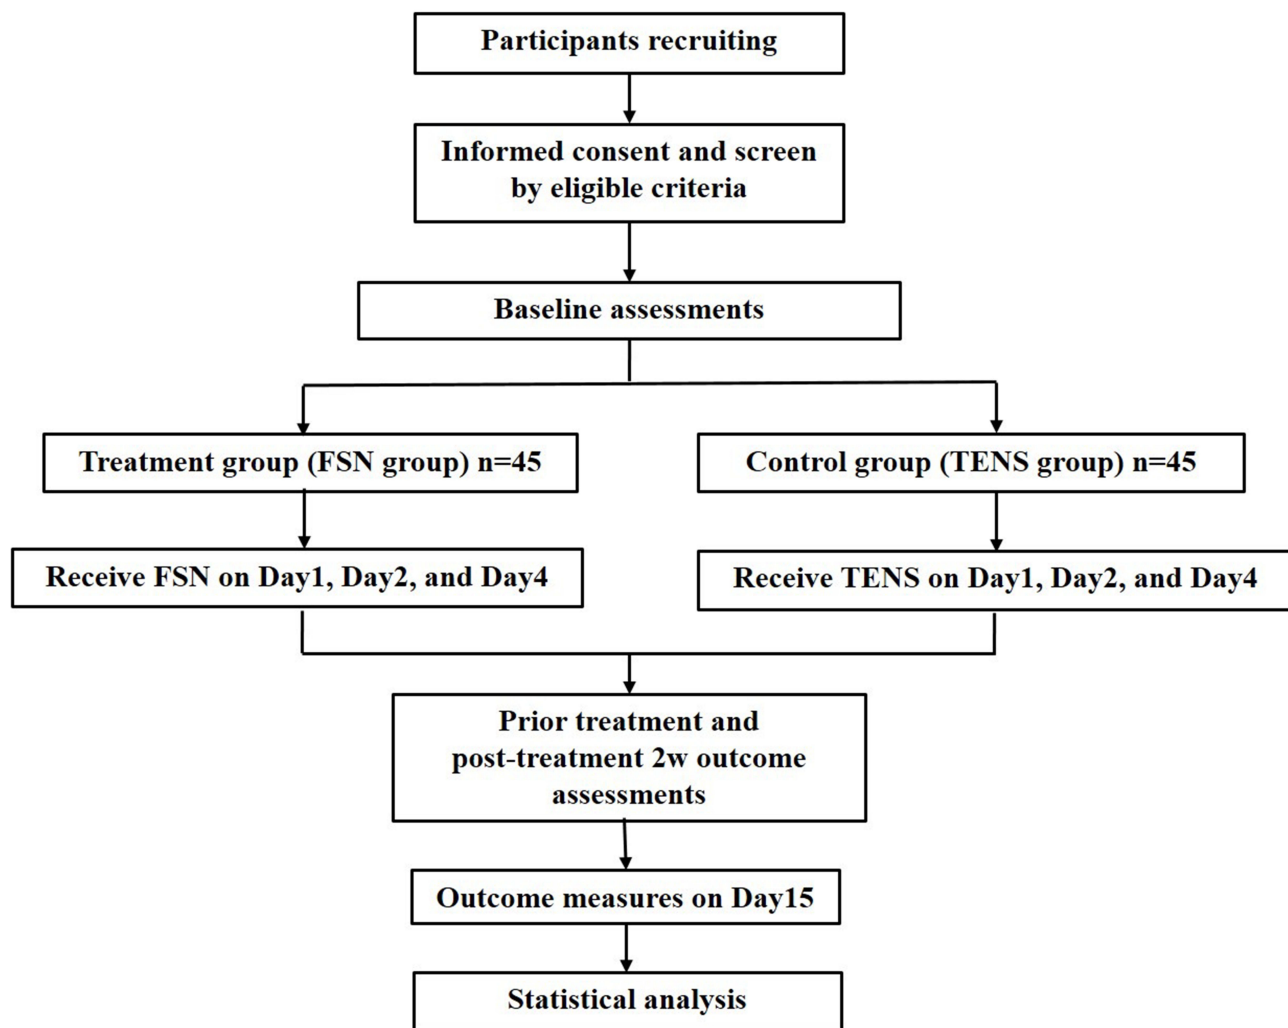 Participants recruiting
Informed consent and screen
by eligible criteria
Baseline assessments
Treatment group (FSN group) n=45
Control group (TENS group) n=45
Receive FSN on Day1, Day2, and Day4
Receive TENS on Day1, Day2, and Day4
Prior treatment and
post-treatment 2w outcome
assessments
Outcome measures on Day15
Statistical analysis